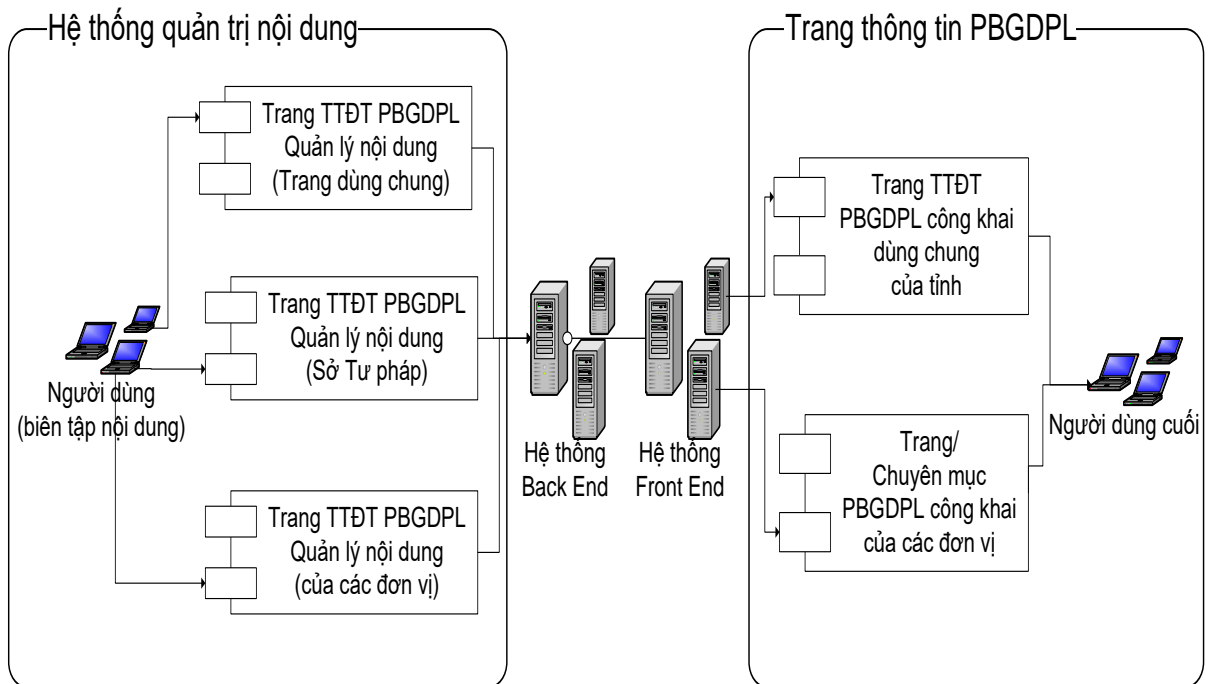 Hệ thống quản trị nội dung
Trang TTĐT PBGDPL
Quản lý nội dung
(Trang dùng chung)
Trang TTĐT PBGDPL
Quản lý nội dung
(Sở Tư pháp)
Người dùng
(biên tập nội dung)
Trang TTĐT PBGDPL
Quản lý nội dung
(của các đơn vị)
Hệ thống
Back End
Hệ thống
Front End
Trang thông tin PBGDPL
Trang TTĐT
PBGDPL công khai
dùng chung
của tỉnh
Trang/
Chuyên mục
PBGDPL công khai
của các đơn vị
Người dùng cuối